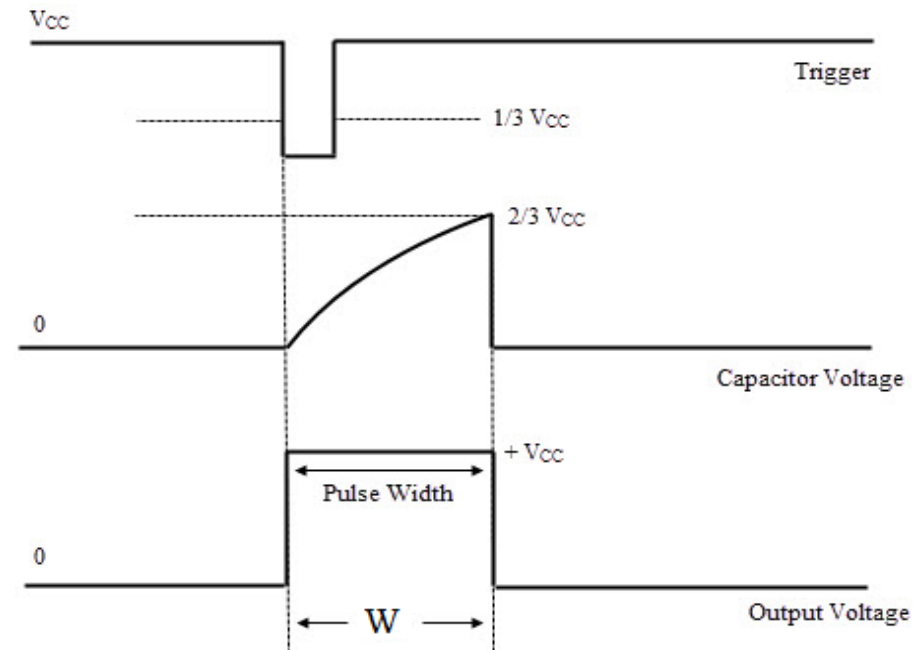 VCC
Trigger
1/3 VCC
2/3 VCC
0
Capacitor Voltage
+ VCC
Pulse Width
0
W
Output Voltage